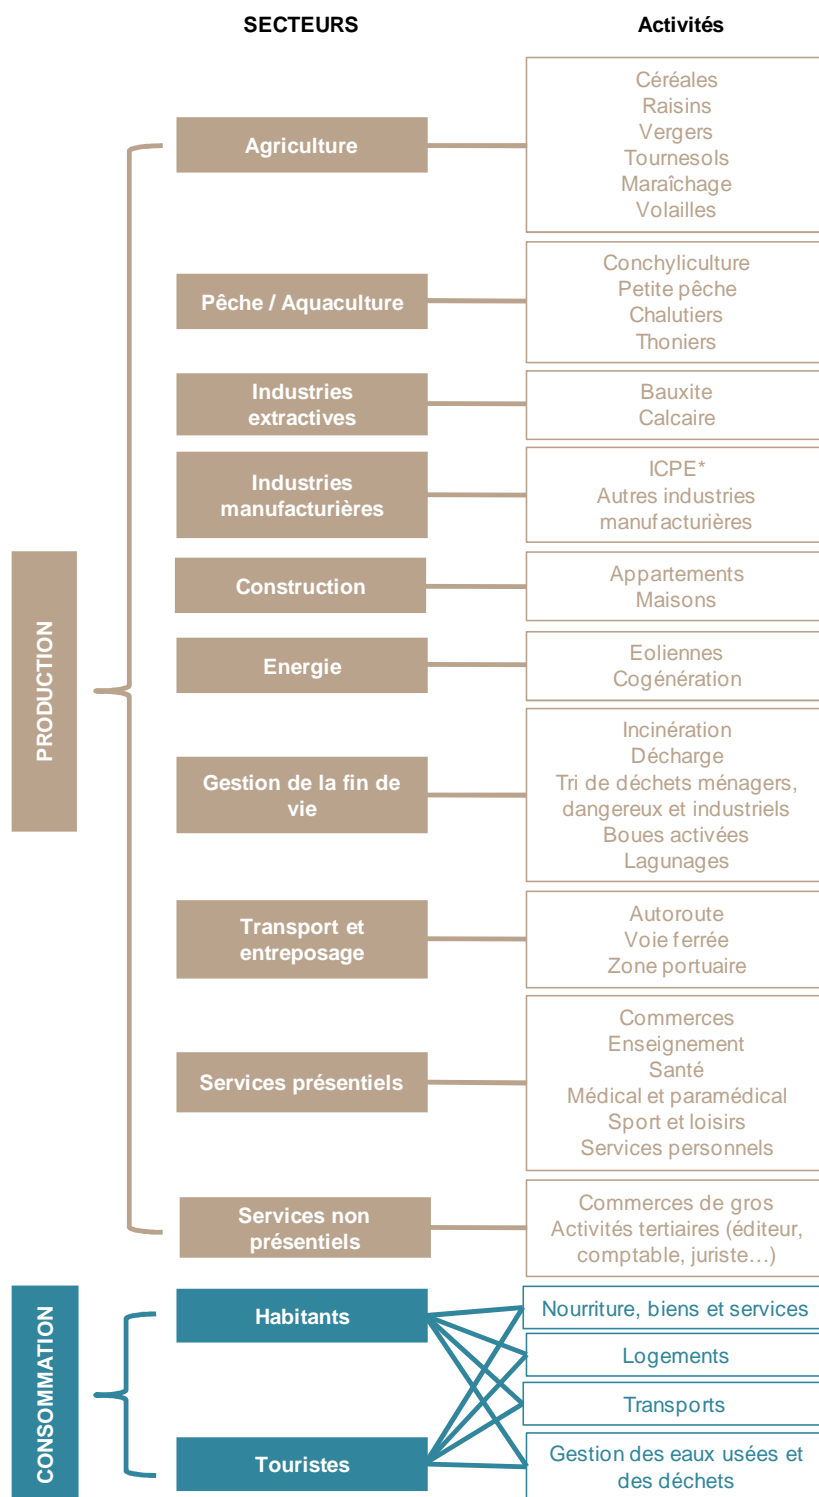 SECTEURS
Activités
PRODUCTION
Agriculture
Céréales
Raisins
Vergers
Tournesols
Maraîchage
Volailles
Pêche / Aquaculture
Conchyliculture
Petite pêche
Chalutiers
Thoniers
Industries
extractives
Bauxite
Calcaire
Industries
manufacturières
ICPE*
Autres industries
manufacturières
Construction
Appartements
Maisons
Energie
Eoliennes
Cogénération
Gestion de la fin de
vie
Incinération
Décharge
Tri de déchets ménagers,
dangereux et industriels
Boues activées
Lagunages
Transport et
entreposage
Autoroute
Voie ferrée
Zone portuaire
Services présentiels
Commerces
Enseignement
Santé
Médical et paramédical
Sport et loisirs
Services personnels
Services non
présentiels
Commerces de gros
Activités tertiaires (éditeur,
comptable, juriste…)
CONSOMMATION
Habitants
Touristes
Nourriture, biens et services
Logements
Transports
Gestion des eaux usées et
des déchets